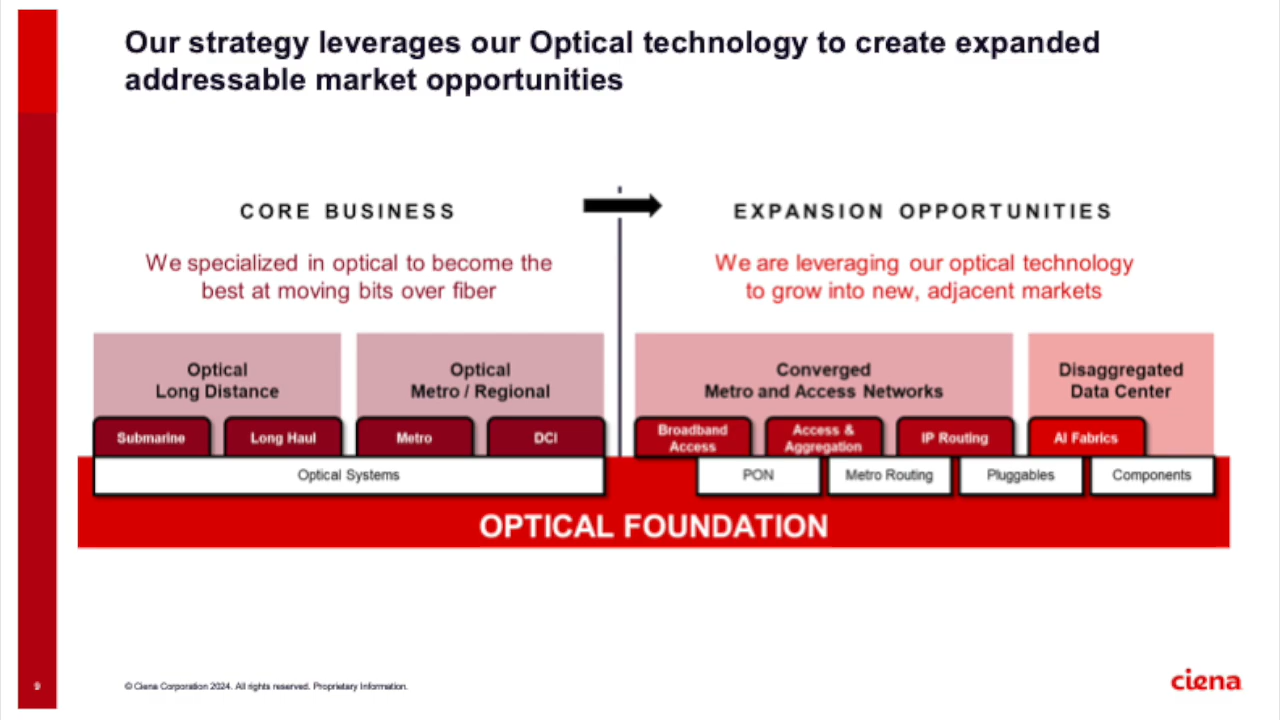 Our strategy leverages our Optical technology to create expanded
addressable market opportunities
CORE BUSINESS
We specialized in optical to become the
best at moving bits over fiber
EXPANSION OPPORTUNITIES
We are leveraging our optical technology
to grow into new, adjacent markets
Optical
Long Distance
Optical
Metro / Regional
Converged
Metro and Access Networks
Disaggregated
Data Center
Submarine
Long Haul
Metro
DCI
Broadband
Access
Access &
Aggregation
IP Routing
AI Fabrics
Optical Systems
PON
Metro Routing
Pluggables
Components
OPTICAL FOUNDATION
9
© Ciena Corporation 2024. All rights reserved. Proprietary Information.
ciena